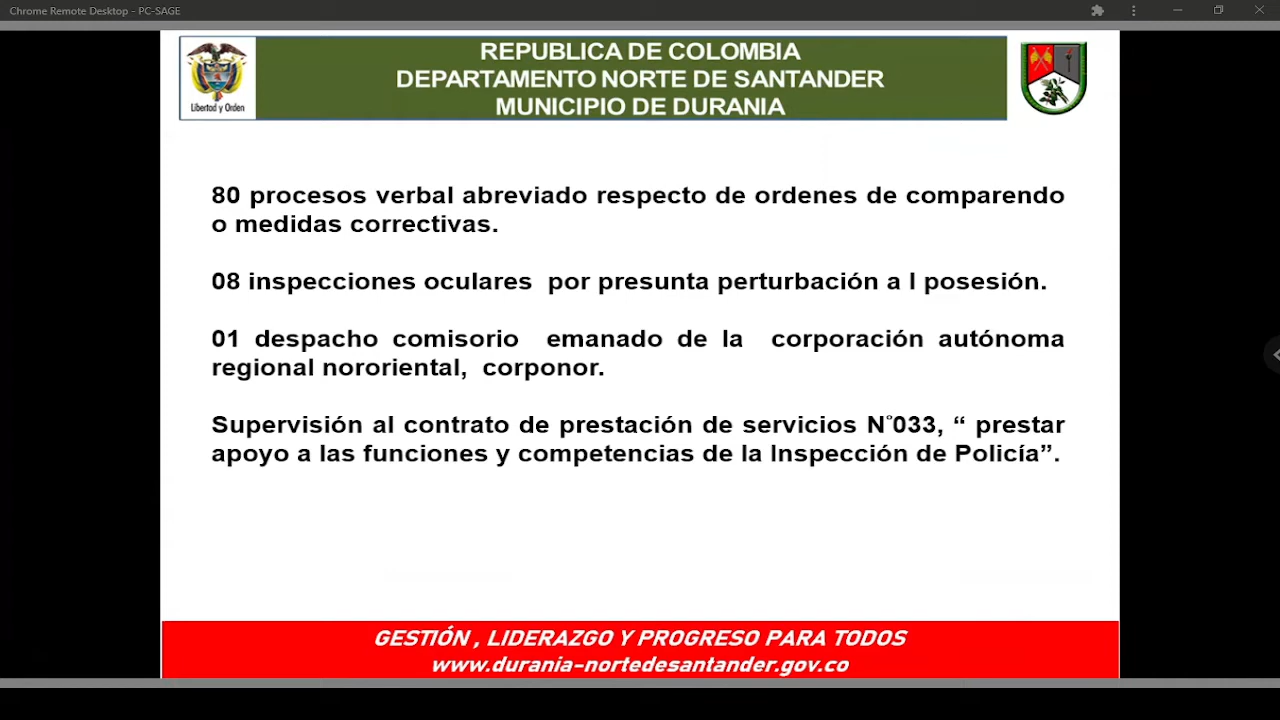 Chrome Remote Desktop - PC-SAGE
REPUBLICA DE COLOMBIA
DEPARTAMENTO NORTE DE SANTANDER
MUNICIPIO DE DURANIA
Libertad y Orden
80 procesos verbal abreviado respecto de ordenes de comparendo
o medidas correctivas.
08 inspecciones oculares  por presunta perturbación a l posesión.
01 despacho comisorio  emanado de la  corporación autónoma
regional nororiental,  corponor.
Supervisión al contrato de prestación de servicios N°033, “ prestar
apoyo a las funciones y competencias de la Inspección de Policía”.
GESTIÓN , LIDERAZGO Y PROGRESO PARA TODOS
www.durania-nortedesantander.gov.co